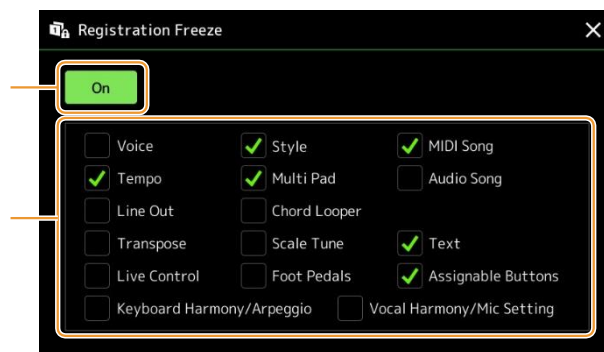 Registration Freeze
On
Voice Style MIDI Song
Tempo Multi Pad Audio Song
Line Out Chord Looper
Transpose Scale Tune Text
Live Control Foot Pedals Assignable Buttons
Keyboard Harmony/Arpeggio Vocal Harmony/Mic Setting